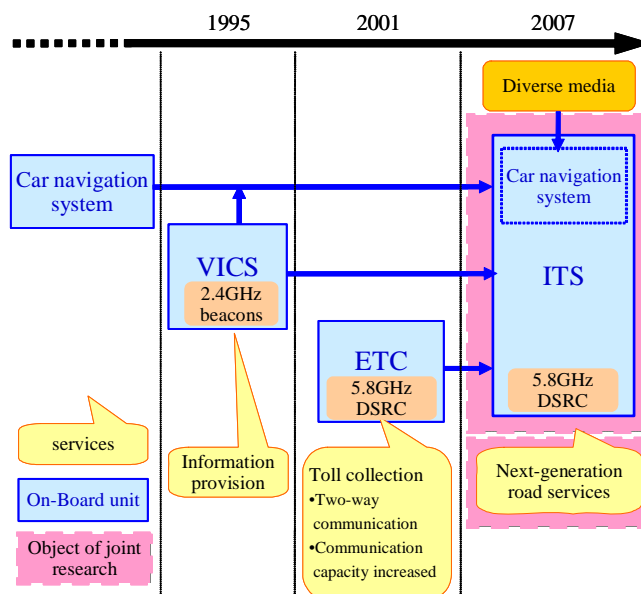 1995
2001
2007
Diverse media
Car navigation
system
Car navigation
system
VICS
2.4GHz
beacons
ITS
ETC
5.8GHz
DSRC
5.8GHz
DSRC
services
Information
provision
Toll collection
•Two-way
communication
•Communication
capacity increased
Next-generation
road services
On-Board unit
Object of joint
research